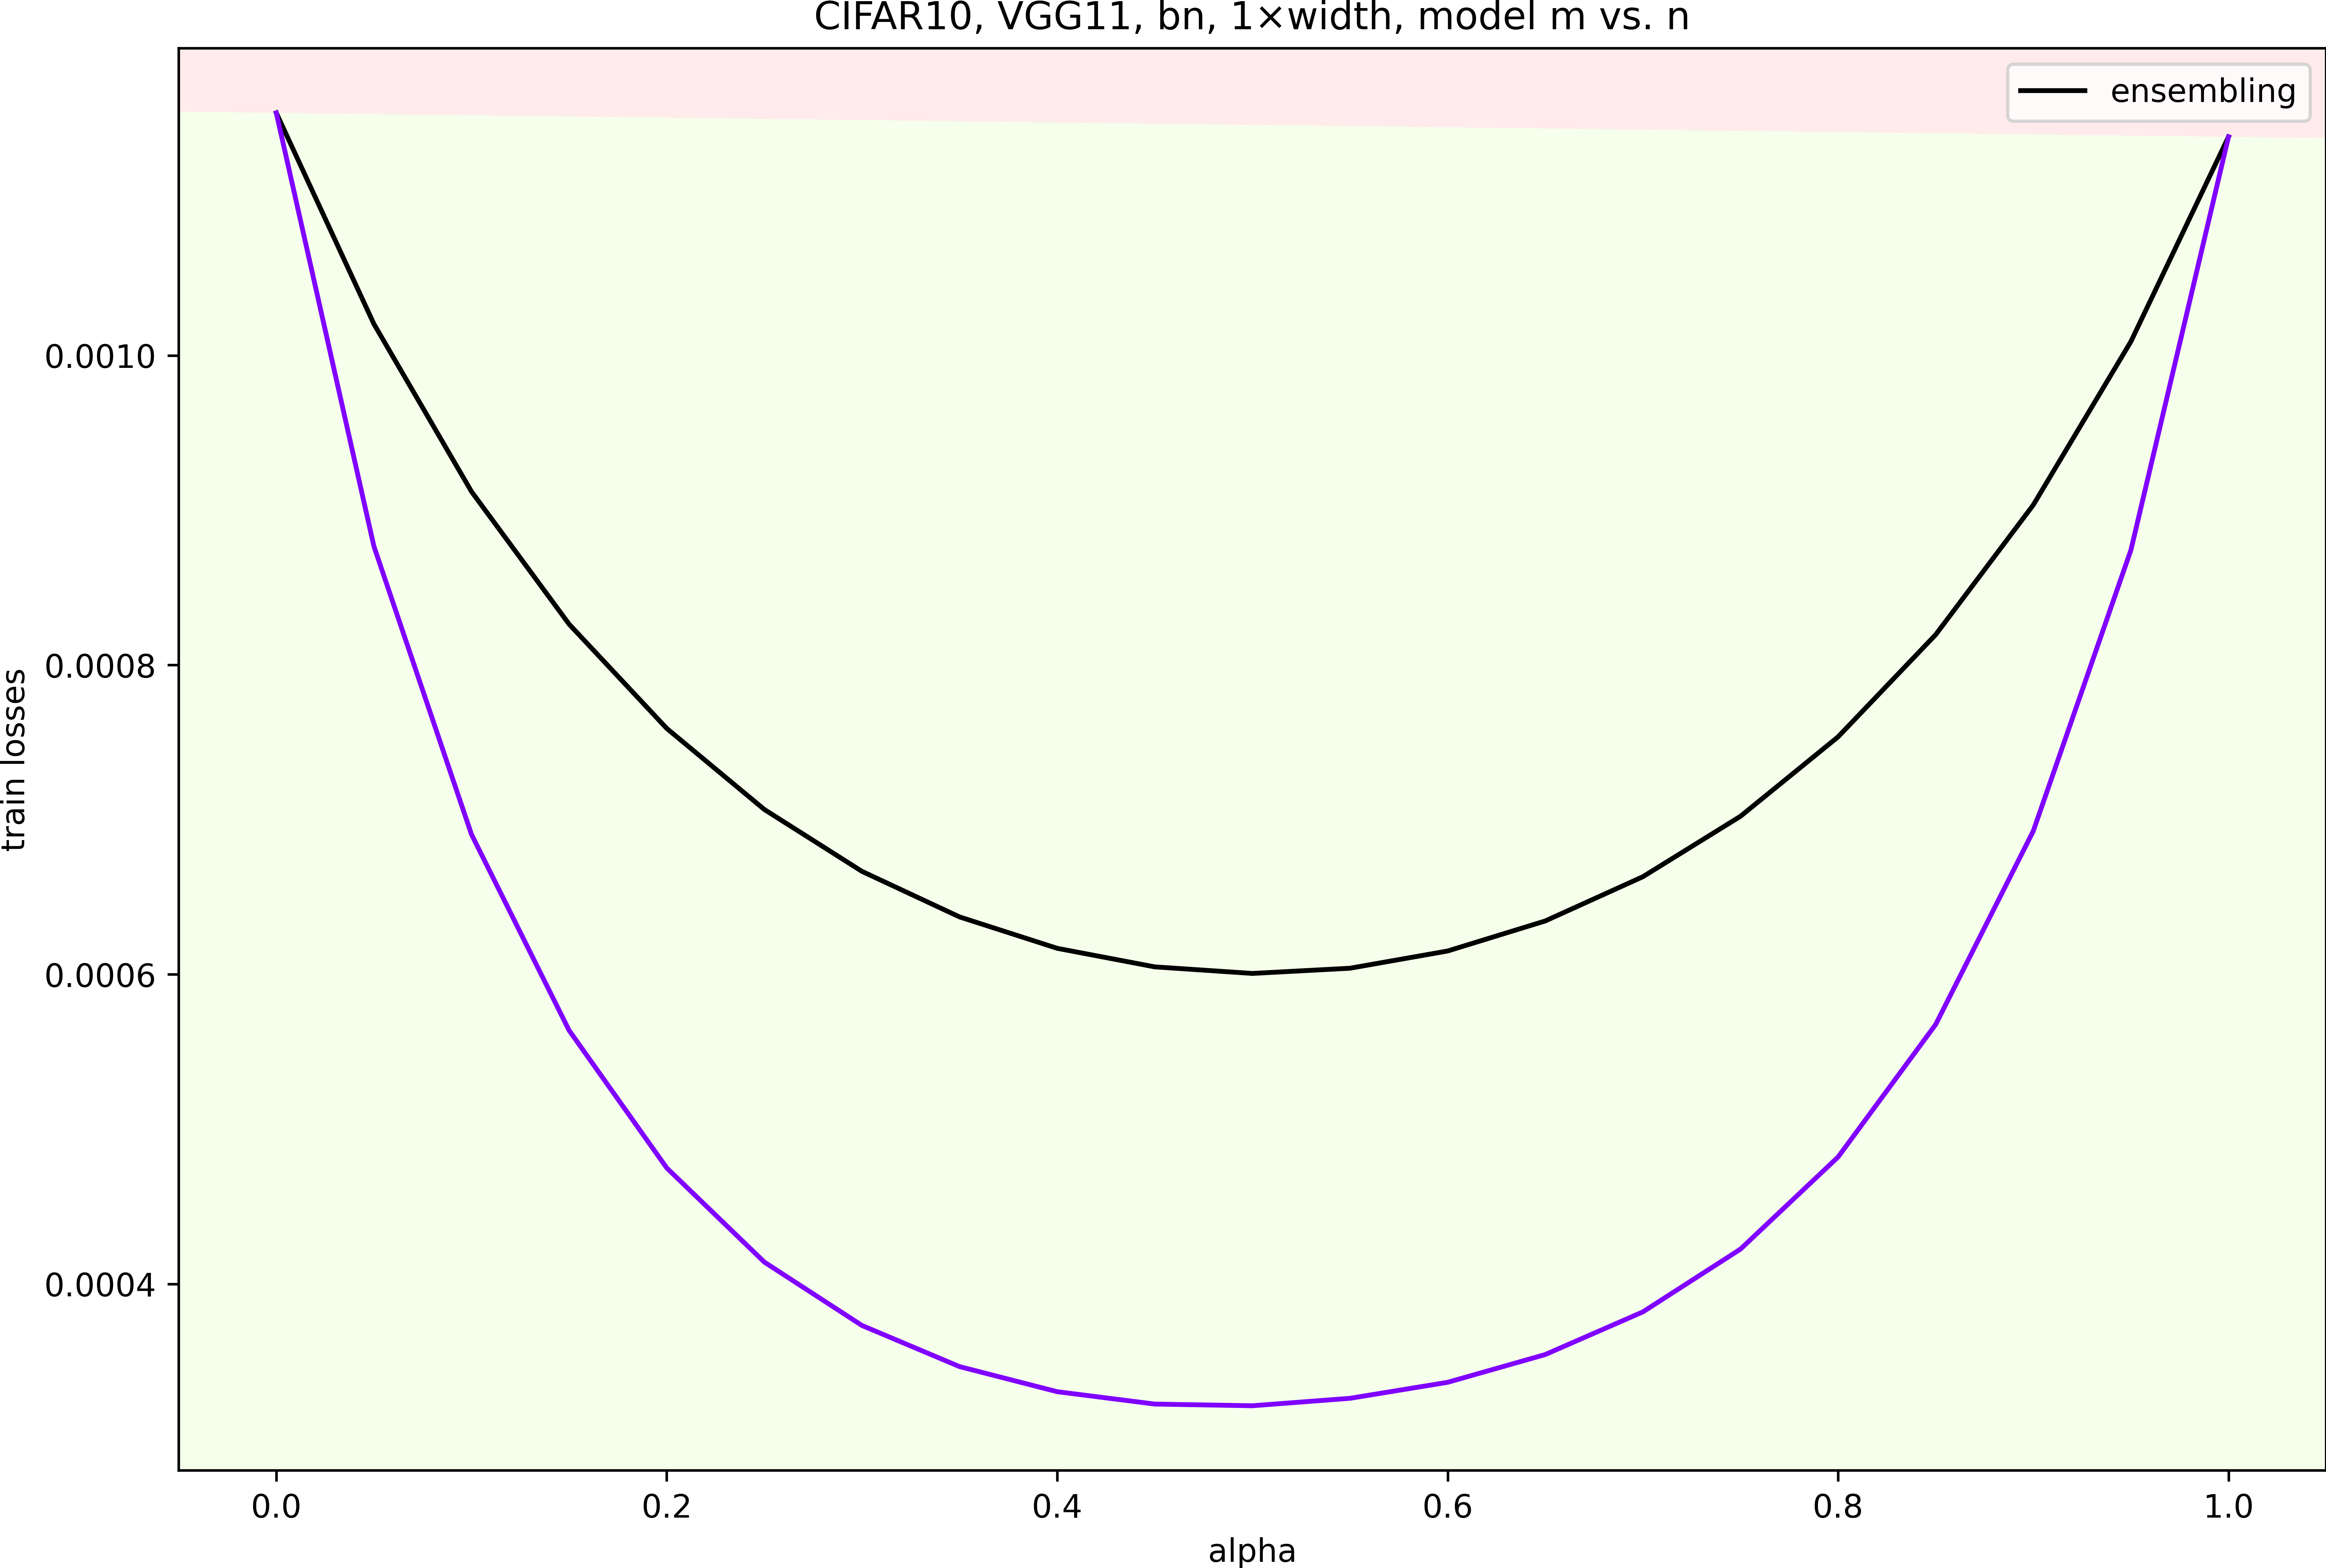 CIFAR10, VGG11, bn, 1×width, model m vs. n
ensembling
train losses
0.0010
0.0008
0.0006
0.0004
0.0 0.2 0.4 0.6 0.8 1.0
alpha